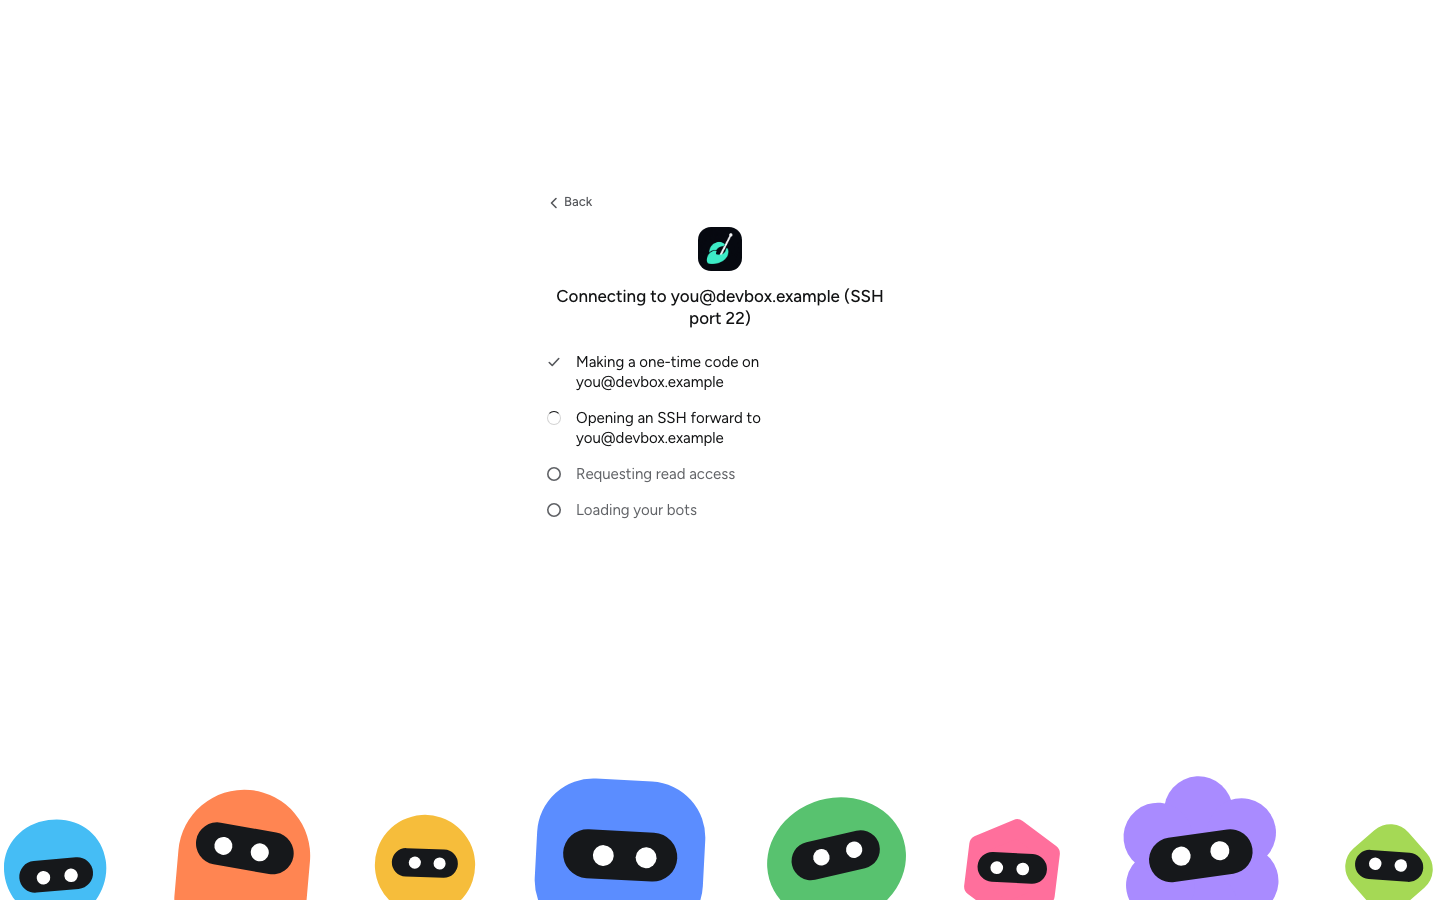 Back
Connecting to you@devbox.example (SSH
port 22)
Making a one-time code on
you@devbox.example
Opening an SSH forward to
you@devbox.example
Requesting read access
Loading your bots